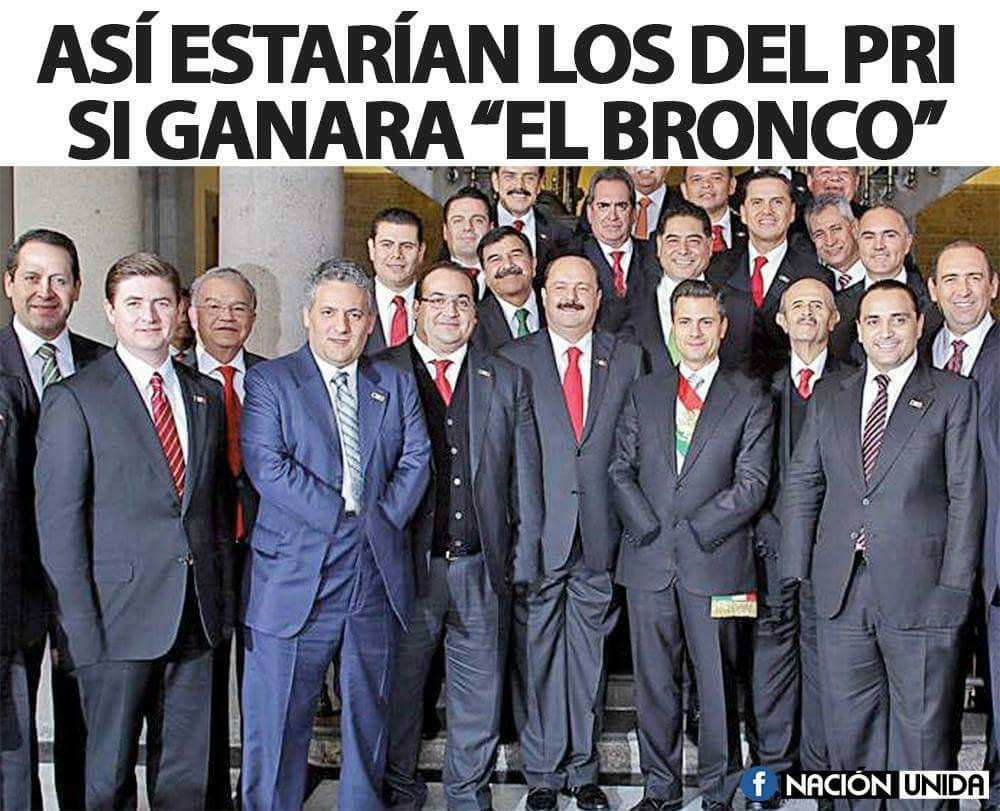 ASÍ ESTARÍAN LOS DEL PRI
SI GANARA “EL BRONCO”
f NACIÓN UNIDA